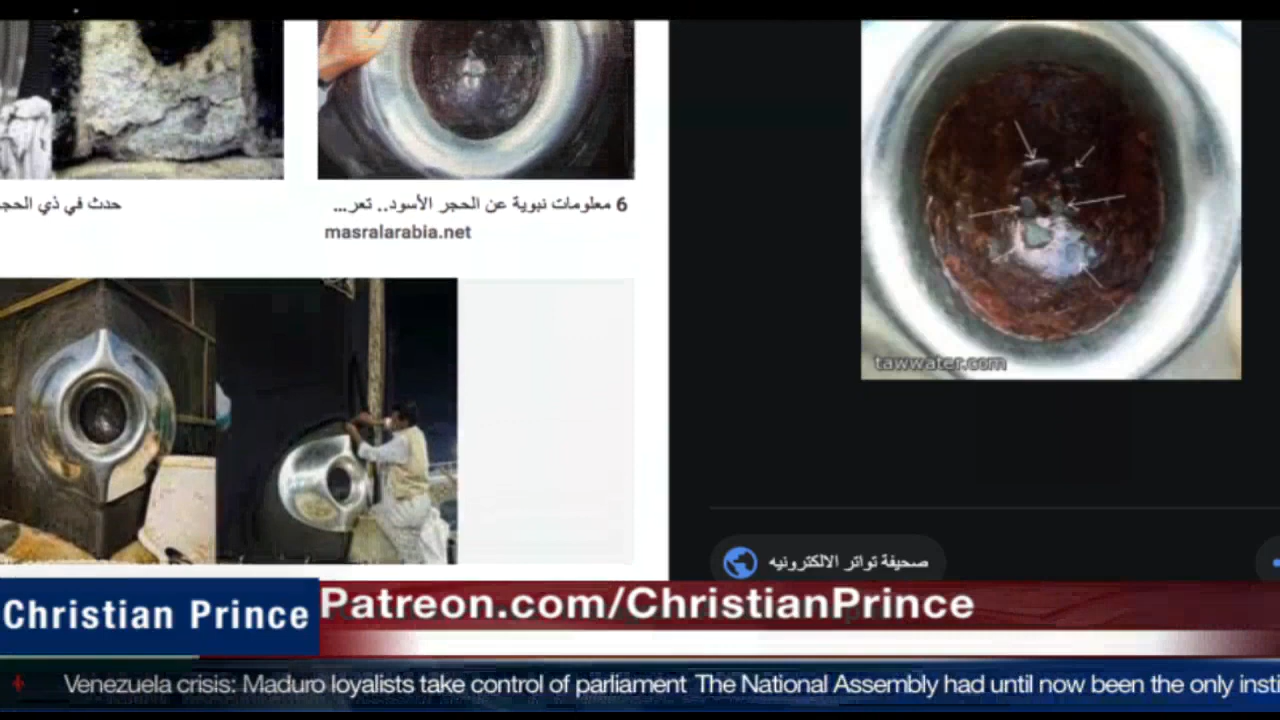 حدث في ذي الحجـ
6 معلومات نبوية عن الحجر الأسود.. تعر...
masralarabia.net
tawwater.com
صحيفة تواتر الالكترونيه
Christian Prince
Patreon.com/ChristianPrince
Venezuela crisis: Maduro loyalists take control of parliament The National Assembly had until now been the only insti